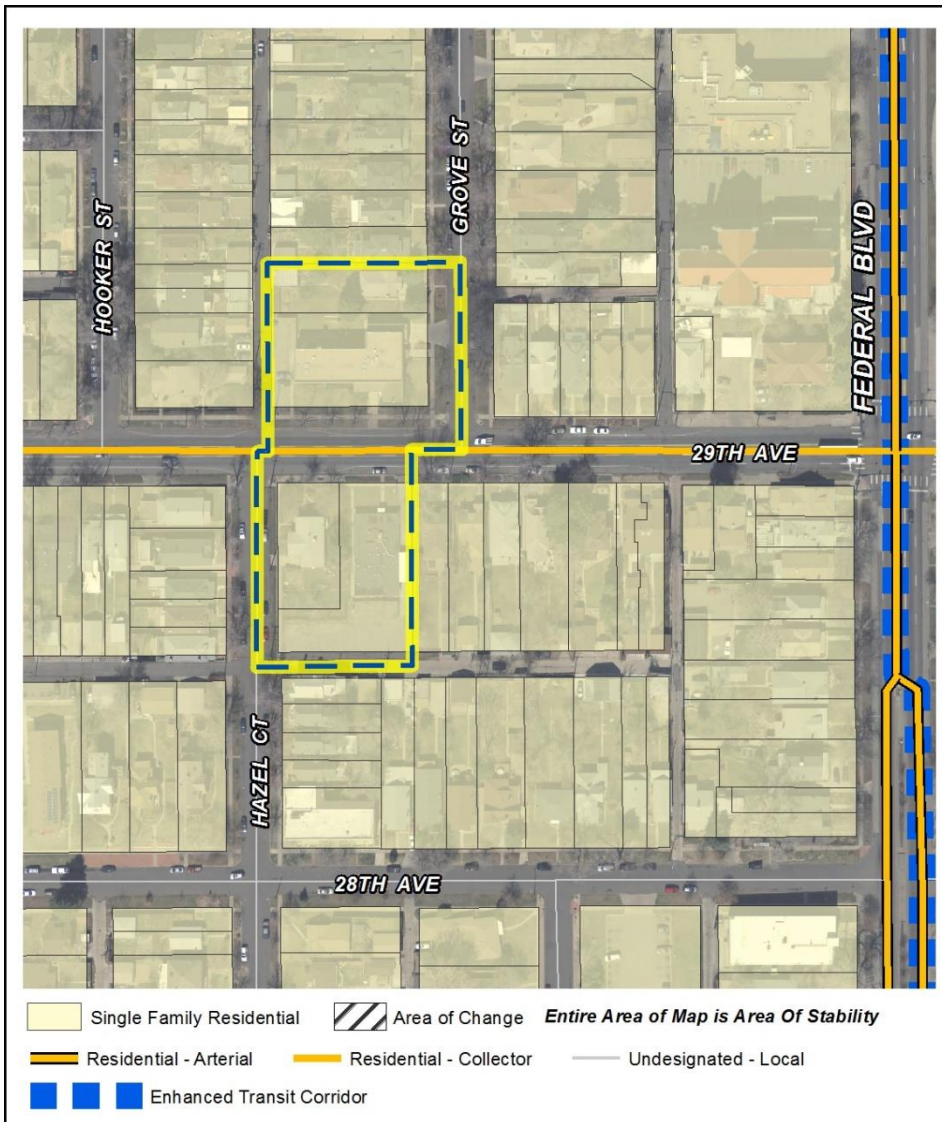 GROVE ST
HOOKER ST
FEDERAL BLVD
29TH AVE
HAZEL CT
28TH AVE
Single Family Residential
Area of Change
Entire Area of Map is Area Of Stability
Residential - Arterial
Residential - Collector
Undesignated - Local
Enhanced Transit Corridor